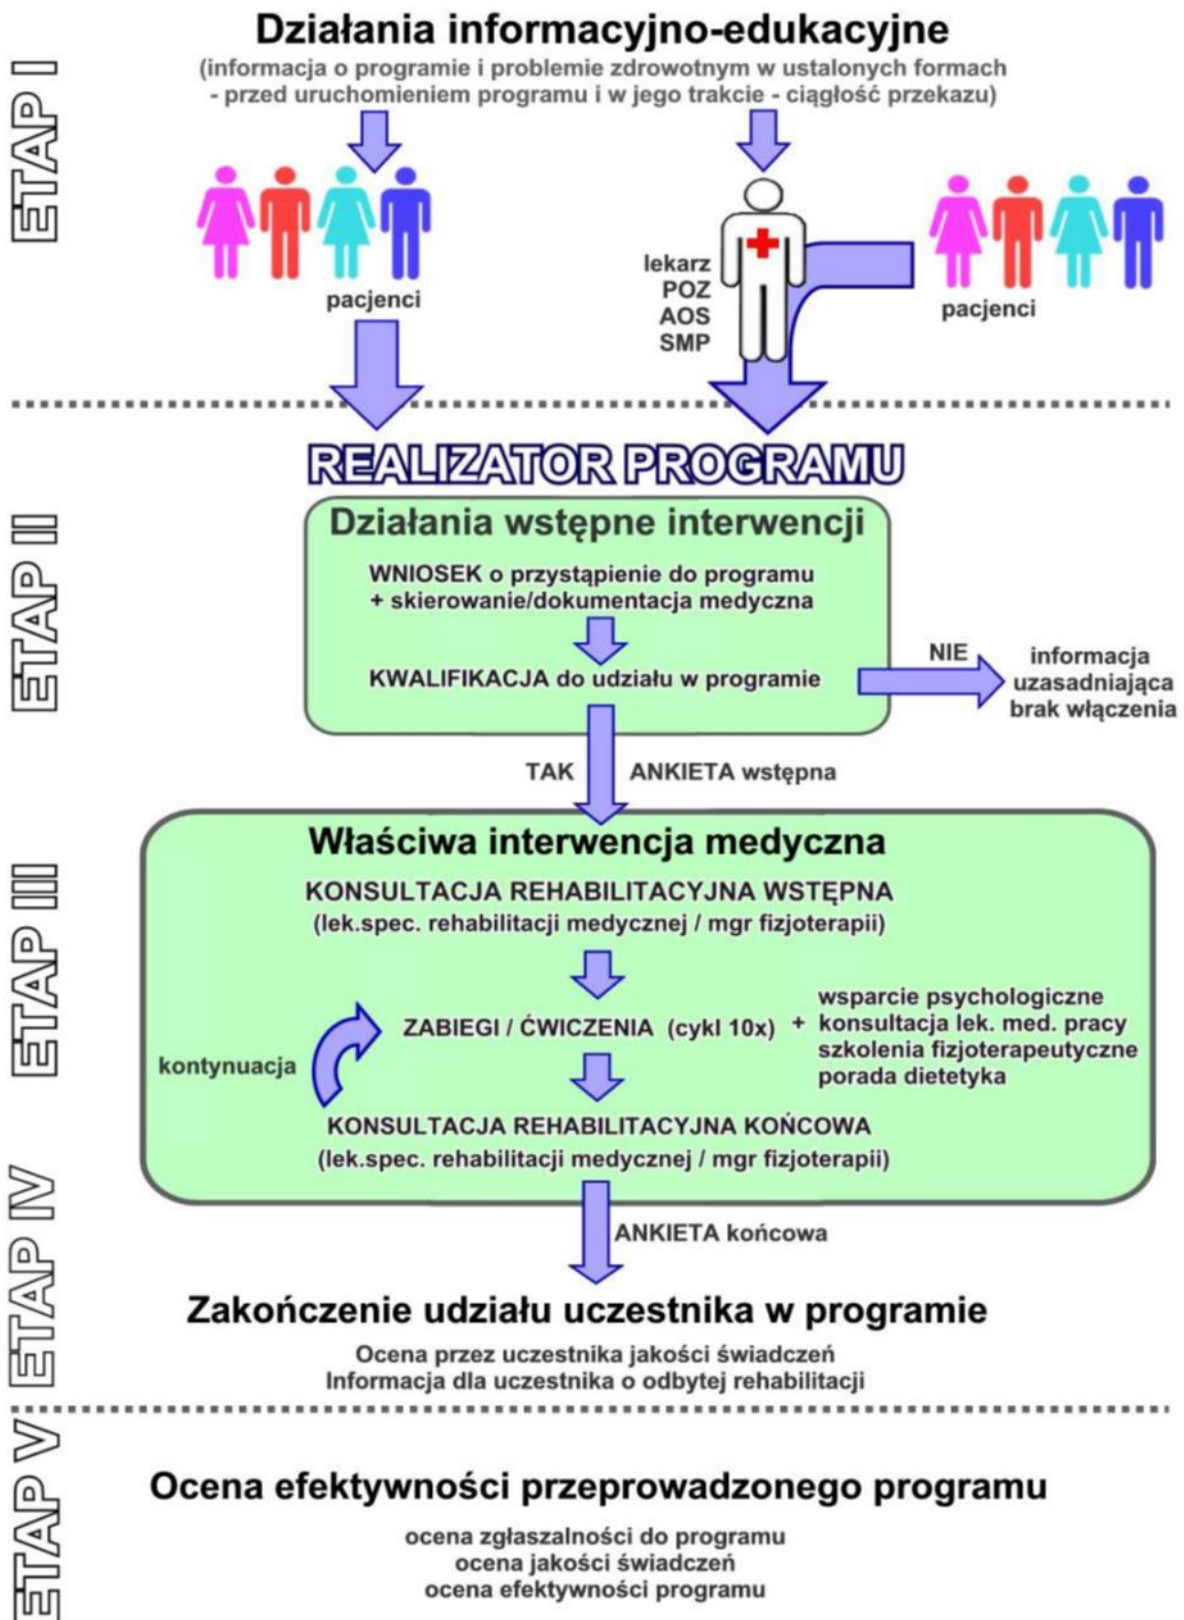 Działania informacyjno-edukacyjne
(informacja o programie i problemie zdrowotnym w ustalonych formach
- przed uruchomieniem programu i w jego trakcie - ciągłość przekazu)
ETAP I
pacjenci
lekarz
POZ
AOS
SMP
pacjenci
REALIZATOR PROGRAMU
ETAP II
Działania wstępne interwencji
WNIOSEK o przystąpienie do programu
+ skierowanie/dokumentacja medyczna
KWALIFIKACJA do udziału w programie
NIE
informacja
uzasadniająca
brak włączenia
TAK
ANKIETA wstępna
ETAP III
Właściwa interwencja medyczna
KONSULTACJA REHABILITACYJNA WSTĘPNA
(lek.spec. rehabilitacji medycznej / mgr fizjoterapii)
ZABIEGI / ĆWICZENIA (cykl 10x)
+
wsparcie psychologiczne
konsultacja lek. med. pracy
szkolenia fizjoterapeutyczne
porada dietetyka
kontynuacja
KONSULTACJA REHABILITACYJNA KOŃCOWA
(lek.spec. rehabilitacji medycznej / mgr fizjoterapii)
ETAP IV
ANKIETA końcowa
Zakończenie udziału uczestnika w programie
Ocena przez uczestnika jakości świadczeń
Informacja dla uczestnika o odbytej rehabilitacji
ETAP V
Ocena efektywności przeprowadzonego programu
ocena zgłaszalności do programu
ocena jakości świadczeń
ocena efektywności programu